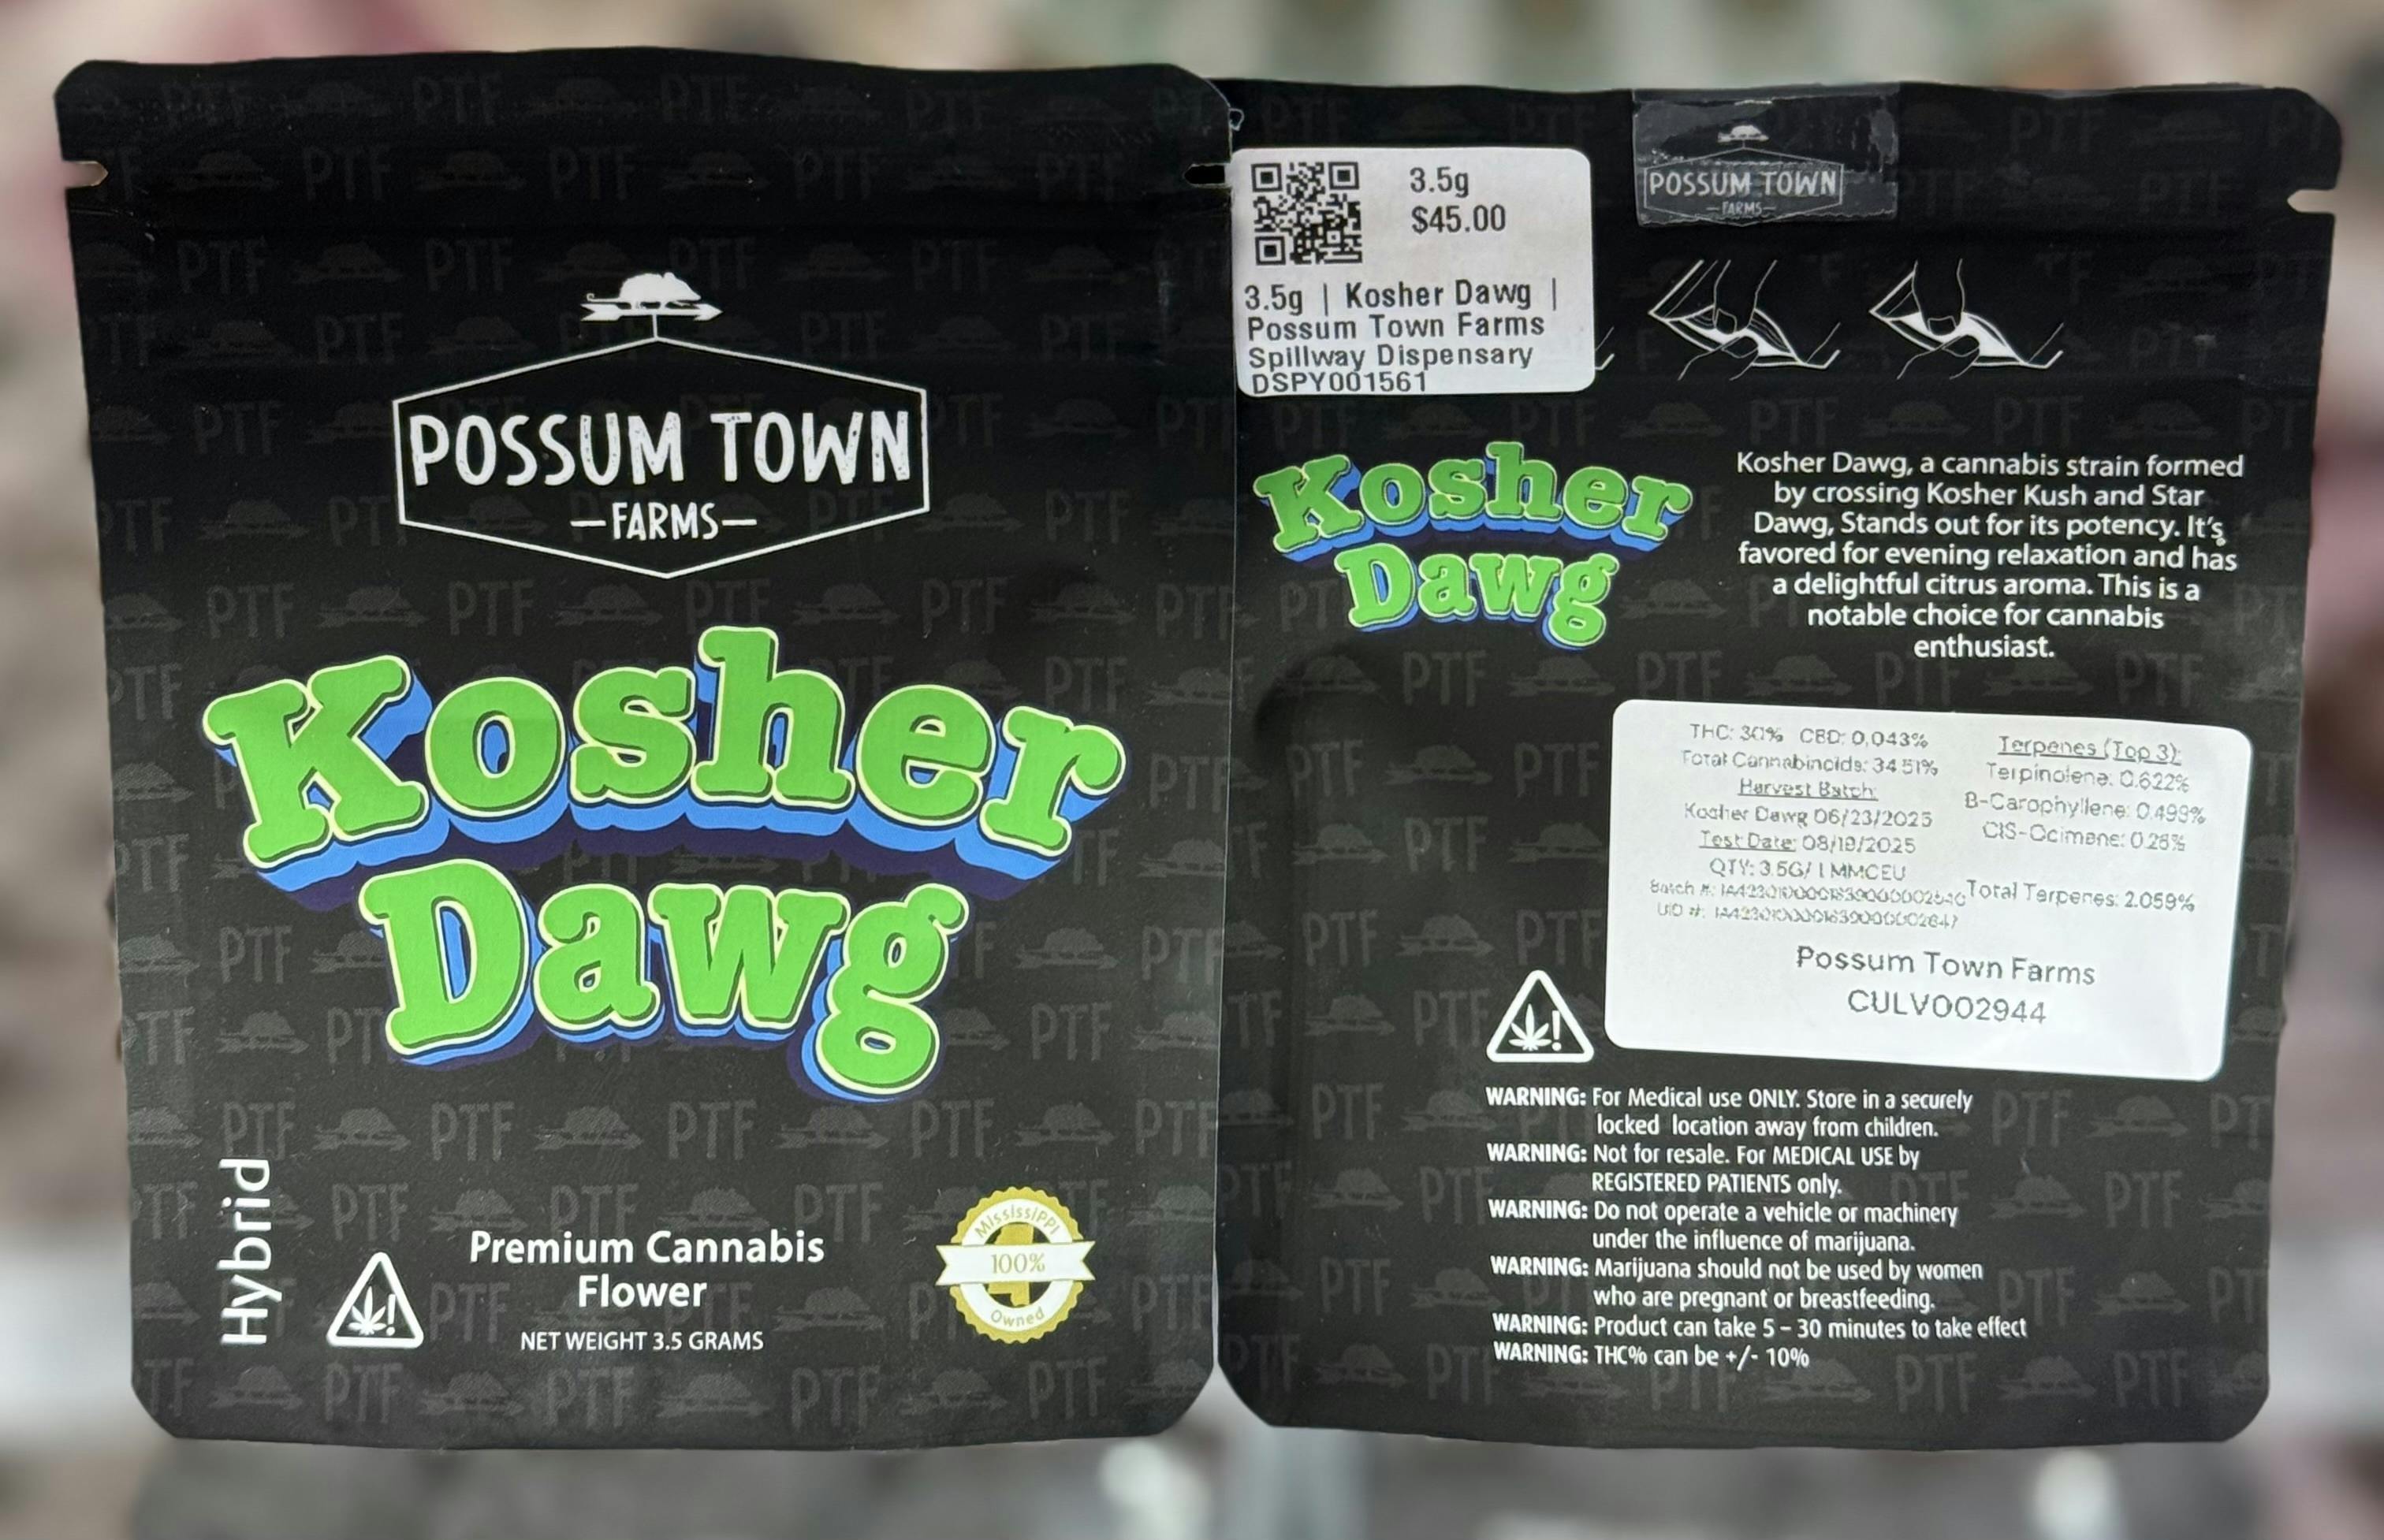 POSSUM TOWN
—FARMS—
Kosher
Dawg
Hybrid
Premium Cannabis
Flower
NET WEIGHT 3.5 GRAMS
Mississippi
100%
Owned
3.5g
$45.00
3.5g | Kosher Dawg |
Possum Town Farms
Spillway Dispensary
DSPY001561
POSSUM TOWN
—FARMS—
Kosher
Dawg
Kosher Dawg, a cannabis strain formed
by crossing Kosher Kush and Star
Dawg, Stands out for its potency. It's
favored for evening relaxation and has
a delightful citrus aroma. This is a
notable choice for cannabis
enthusiast.
THC: CBD: 0.043%
Total Cannabinoids: 34.51%
Harvest Batch:
Kosher Dawg 06/23/2025
Test Date:
QTY: 3.5G/ 1 MMCEU
Batch #:
UID #:
Terpenes (Top 3):
Terpinolene: 0.622%
B-Carophyllene: 0.499%
CIS-Ocimene:
Total Terpenes: 2.059%
Possum Town Farms
CULV002944
WARNING: For Medical use ONLY. Store in a securely
locked location away from children.
WARNING: Not for resale. For MEDICAL USE by
REGISTERED PATIENTS only.
WARNING: Do not operate a vehicle or machinery
under the influence of marijuana.
WARNING: Marijuana should not be used by women
who are pregnant or breastfeeding.
WARNING: Product can take 5 – 30 minutes to take effect
WARNING: THC% can be +/- 10%